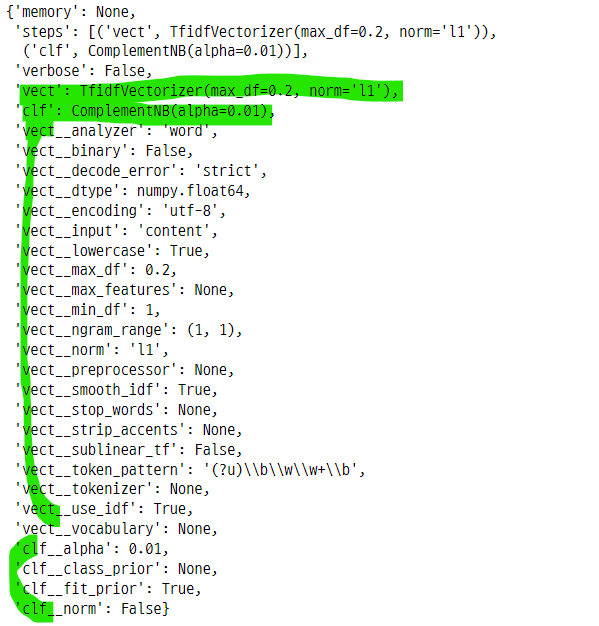 {'memory': None,
'steps': [('vect', TfidfVectorizer(max_df=0.2, norm='l1')),
('clf', ComplementNB(alpha=0.01))],
'verbose': False,
'vect': TfidfVectorizer(max_df=0.2, norm='l1'),
'clf': ComplementNB(alpha=0.01),
'vect__analyzer': 'word',
'vect__binary': False,
'vect__decode_error': 'strict',
'vect__dtype': numpy.float64,
'vect__encoding': 'utf-8',
'vect__input': 'content',
'vect__lowercase': True,
'vect__max_df': 0.2,
'vect__max_features': None,
'vect__min_df': 1,
'vect__ngram_range': (1, 1),
'vect__norm': 'l1',
'vect__preprocessor': None,
'vect__smooth_idf': True,
'vect__stop_words': None,
'vect__strip_accents': None,
'vect__sublinear_tf': False,
'vect__token_pattern': '(?u)\\b\\w\\w+\\b',
'vect__tokenizer': None,
'vect__use_idf': True,
'vect__vocabulary': None,
'clf__alpha': 0.01,
'clf__class_prior': None,
'clf__fit_prior': True,
'clf__norm': False}